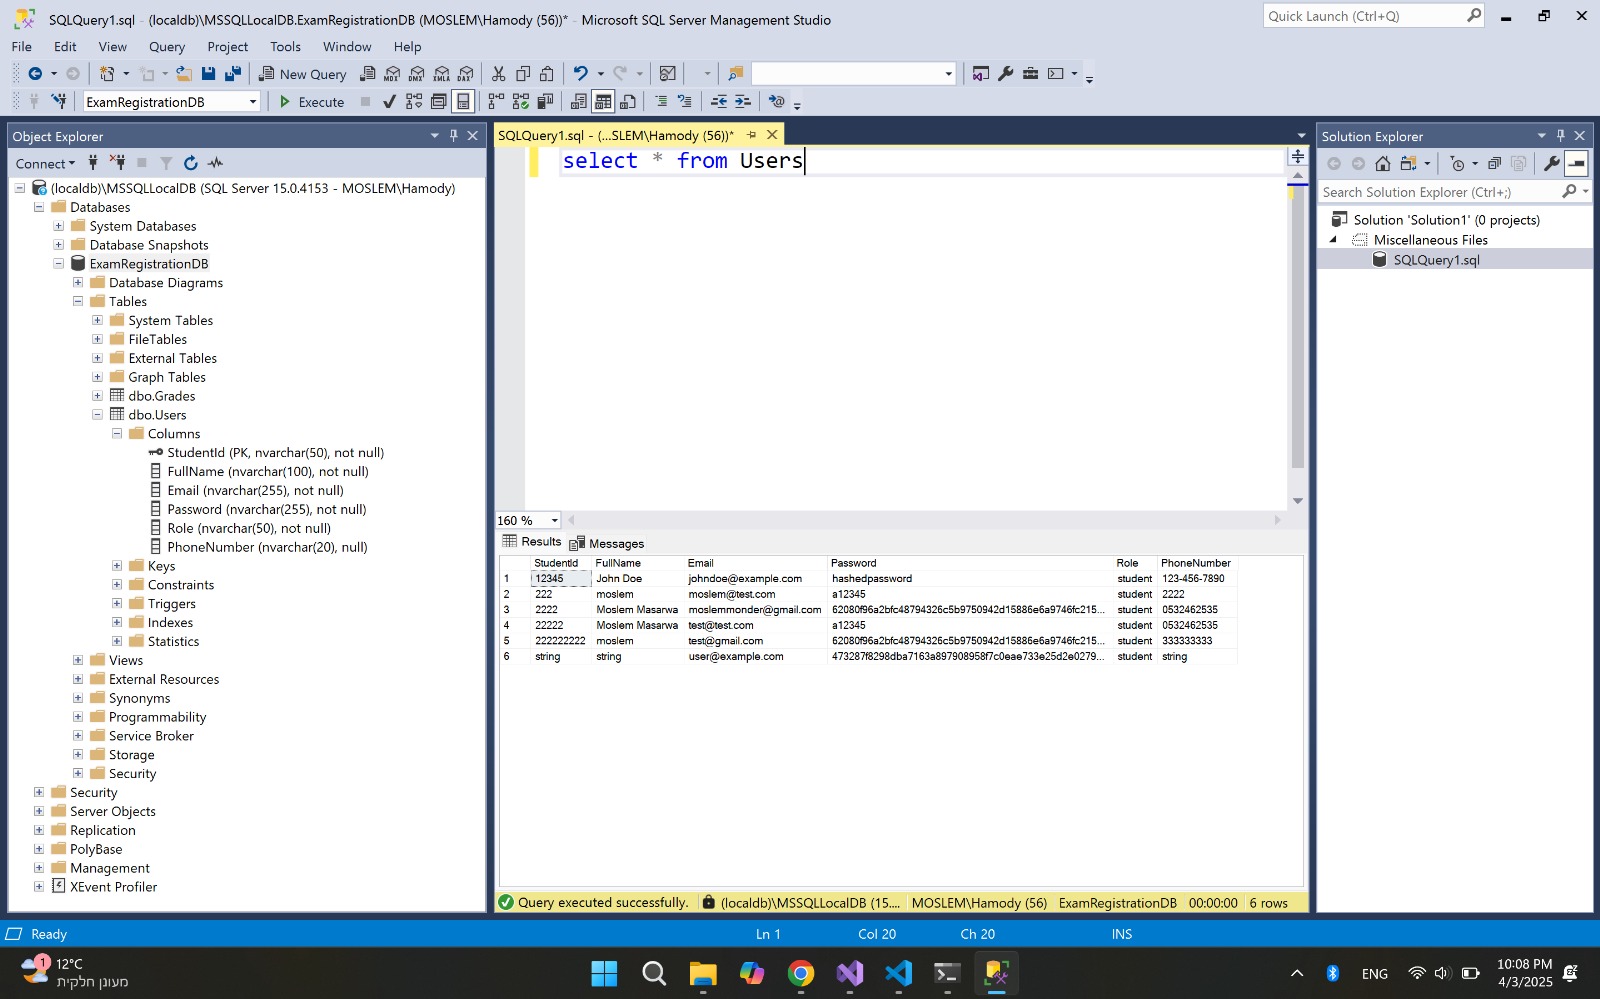 SQLQuery1.sql - (localdb)\MSSQLLocalDB.ExamRegistrationDB (MOSLEM\Hamody (56))* - Microsoft SQL Server Management Studio
Quick Launch (Ctrl+Q)
File Edit View Query Project Tools Window Help
New Query
MDX DMX XMLA DAX
ExamRegistrationDB
Execute
Object Explorer
Connect
(localdb)\MSSQLLocalDB (SQL Server 15.0.4153 - MOSLEM\Hamody)
Databases
System Databases
Database Snapshots
ExamRegistrationDB
Database Diagrams
Tables
System Tables
FileTables
External Tables
Graph Tables
dbo.Grades
dbo.Users
Columns
StudentId (PK, nvarchar(50), not null)
FullName (nvarchar(100), not null)
Email (nvarchar(255), not null)
Password (nvarchar(255), not null)
Role (nvarchar(50), not null)
PhoneNumber (nvarchar(20), null)
Keys
Constraints
Triggers
Indexes
Statistics
Views
External Resources
Synonyms
Programmability
Service Broker
Storage
Security
Security
Server Objects
Replication
PolyBase
Management
XEvent Profiler
SQLQuery1.sql - (...SLEM\Hamody (56))*
select * from Users
160 %
Results Messages
StudentId FullName Email Password Role PhoneNumber
1 12345 John Doe johndoe@example.com hashedpassword student 123-456-7890
2 222 moslem moslem@test.com a12345 student 2222
3 2222 Moslem Masarwa moslemmonder@gmail.com 62080f96a2bfc48794326c5b9750942d15886e6a9746fc215... student 0532462535
4 22222 Moslem Masarwa test@test.com a12345 student 0532462535
5 222222222 moslem test@gmail.com 62080f96a2bfc48794326c5b9750942d15886e6a9746fc215... student 333333333
6 string string user@example.com 473287f8298dba7163a897908958f7c0eae733e25d2e0279... student string
Query executed successfully. (localdb)\MSSQLLocalDB (15.... MOSLEM\Hamody (56) ExamRegistrationDB 00:00:00 6 rows
Solution Explorer
Search Solution Explorer (Ctrl+;)
Solution 'Solution1' (0 projects)
Miscellaneous Files
SQLQuery1.sql
Ready Ln 1 Col 20 Ch 20 INS
1
12°C
מעונן חלקית
ENG
10:08 PM
4/3/2025